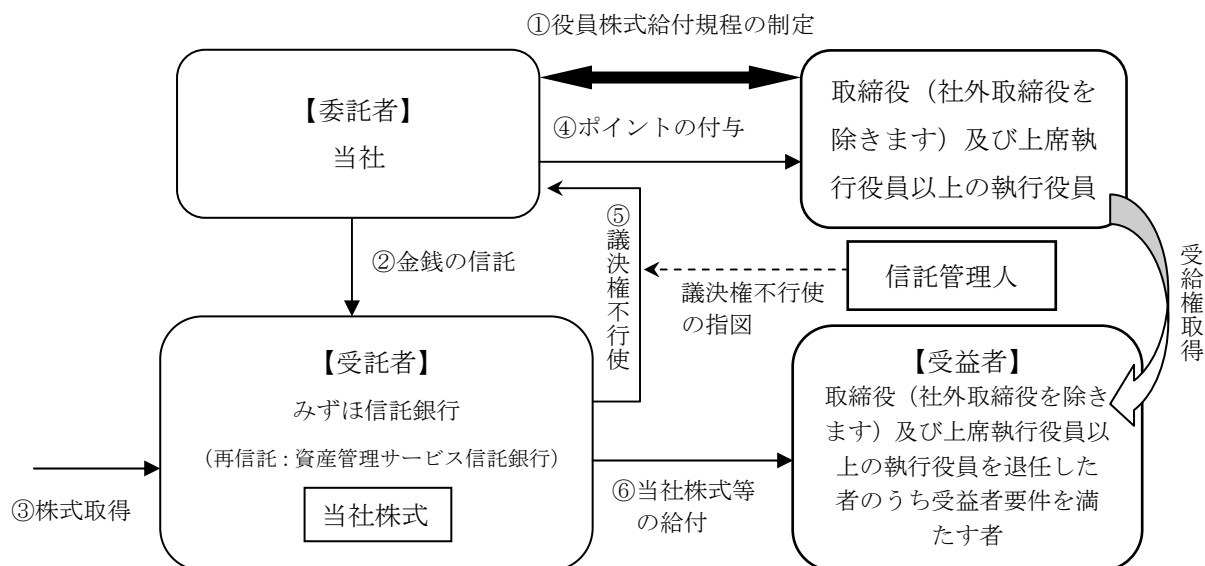 ①役員株式給付規程の制定
【委託者】
当社
④ポイントの付与
取締役（社外取締役を
除きます）及び上席執
行役員以上の執行役員
②金銭の信託
⑤議決権不行使
議決権不行使
の指図
信託管理人
受給権取得
【受託者】
みずほ信託銀行
（再信託：資産管理サービス信託銀行）
当社株式
③株式取得
⑥当社株式等
の給付
【受益者】
取締役（社外取締役を除き
ます）及び上席執行役員以
上の執行役員を退任した
者のうち受益者要件を満
たす者